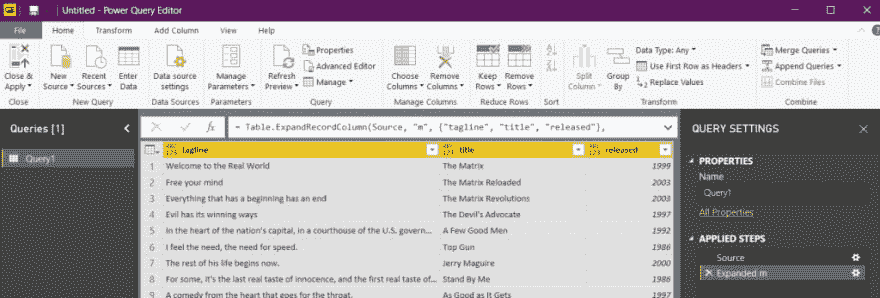 Untitled - Power Query Editor
File Home Transform Add Column View Help
Close & Apply
New Source
Recent Sources
Enter Data
Data source settings
Manage Parameters
Refresh Preview
Properties
Advanced Editor
Manage
Choose Columns
Remove Columns
Keep Rows
Remove Rows
Split Column
Group By
Data Type: Any
Use First Row as Headers
Replace Values
Merge Queries
Append Queries
Combine Files
Close New Query Data Sources Parameters Query Manage Columns Reduce Rows Sort Transform Combine
Queries [1]
Query1
fx = Table.ExpandRecordColumn(Source, "m", {"tagline", "title", "released"},
tagline title released
1 Welcome to the Real World The Matrix 1999
2 Free your mind The Matrix Reloaded 2003
3 Everything that has a beginning has an end The Matrix Revolutions 2003
4 Evil has its winning ways The Devil's Advocate 1997
5 In the heart of the nation's capital, in a courthouse of the U.S. govern... A Few Good Men 1992
6 I feel the need, the need for speed. Top Gun 1986
7 The rest of his life begins now. Jerry Maguire 2000
8 For some, it's the last real taste of innocence, and the first real taste of... Stand By Me 1986
9 A comedy from the heart that goes for the throat. As Good as It Gets 1997
QUERY SETTINGS
PROPERTIES
Name
Query1
All Properties
APPLIED STEPS
Source
Expanded m